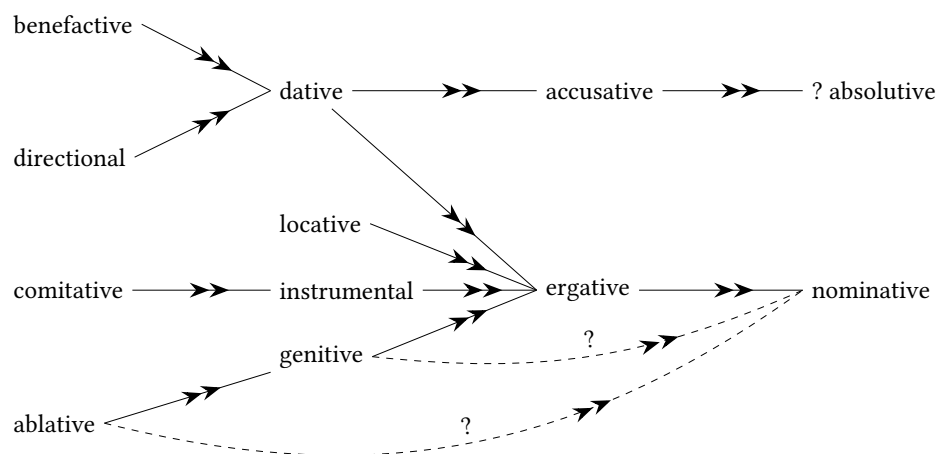 benefactive
dative accusative ? absolutive
directional
locative
comitative instrumental ergative nominative
?
genitive
ablative
?